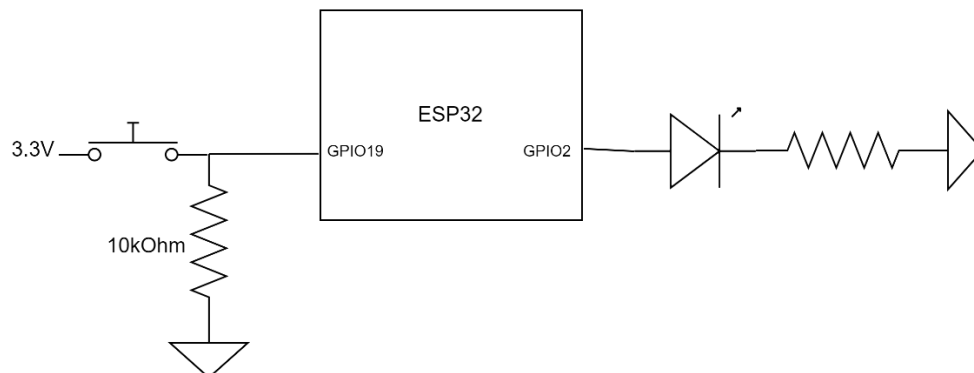 ESP32
3.3V
GPIO19
GPIO2
10kOhm